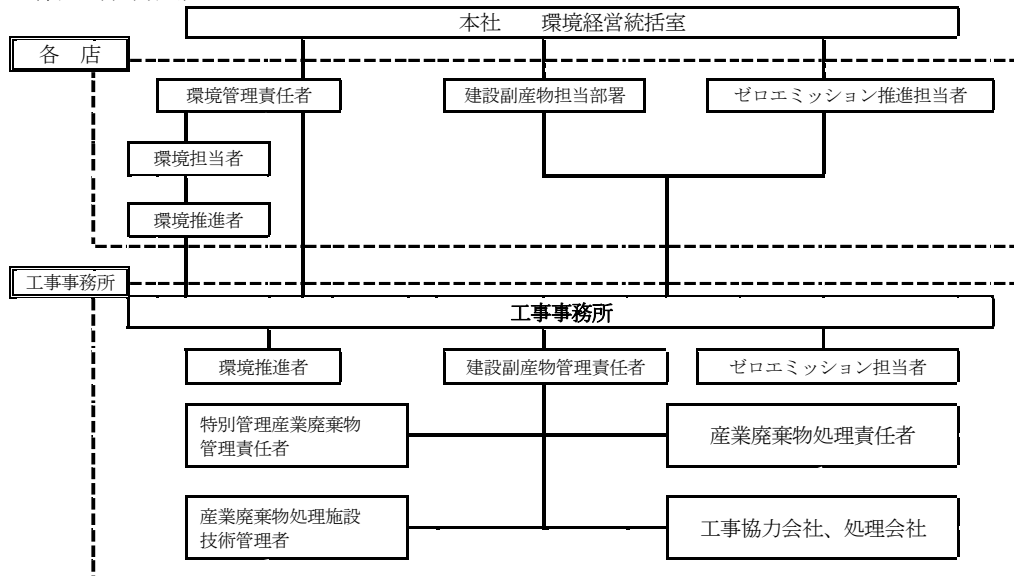 本社　環境経営統括室
各　店
環境管理責任者
建設副産物担当部署
ゼロエミッション推進担当者
環境担当者
環境推進者
工事事務所
工事事務所
環境推進者
建設副産物管理責任者
ゼロエミッション担当者
特別管理産業廃棄物
管理責任者
産業廃棄物処理責任者
産業廃棄物処理施設
技術管理者
工事協力会社、処理会社